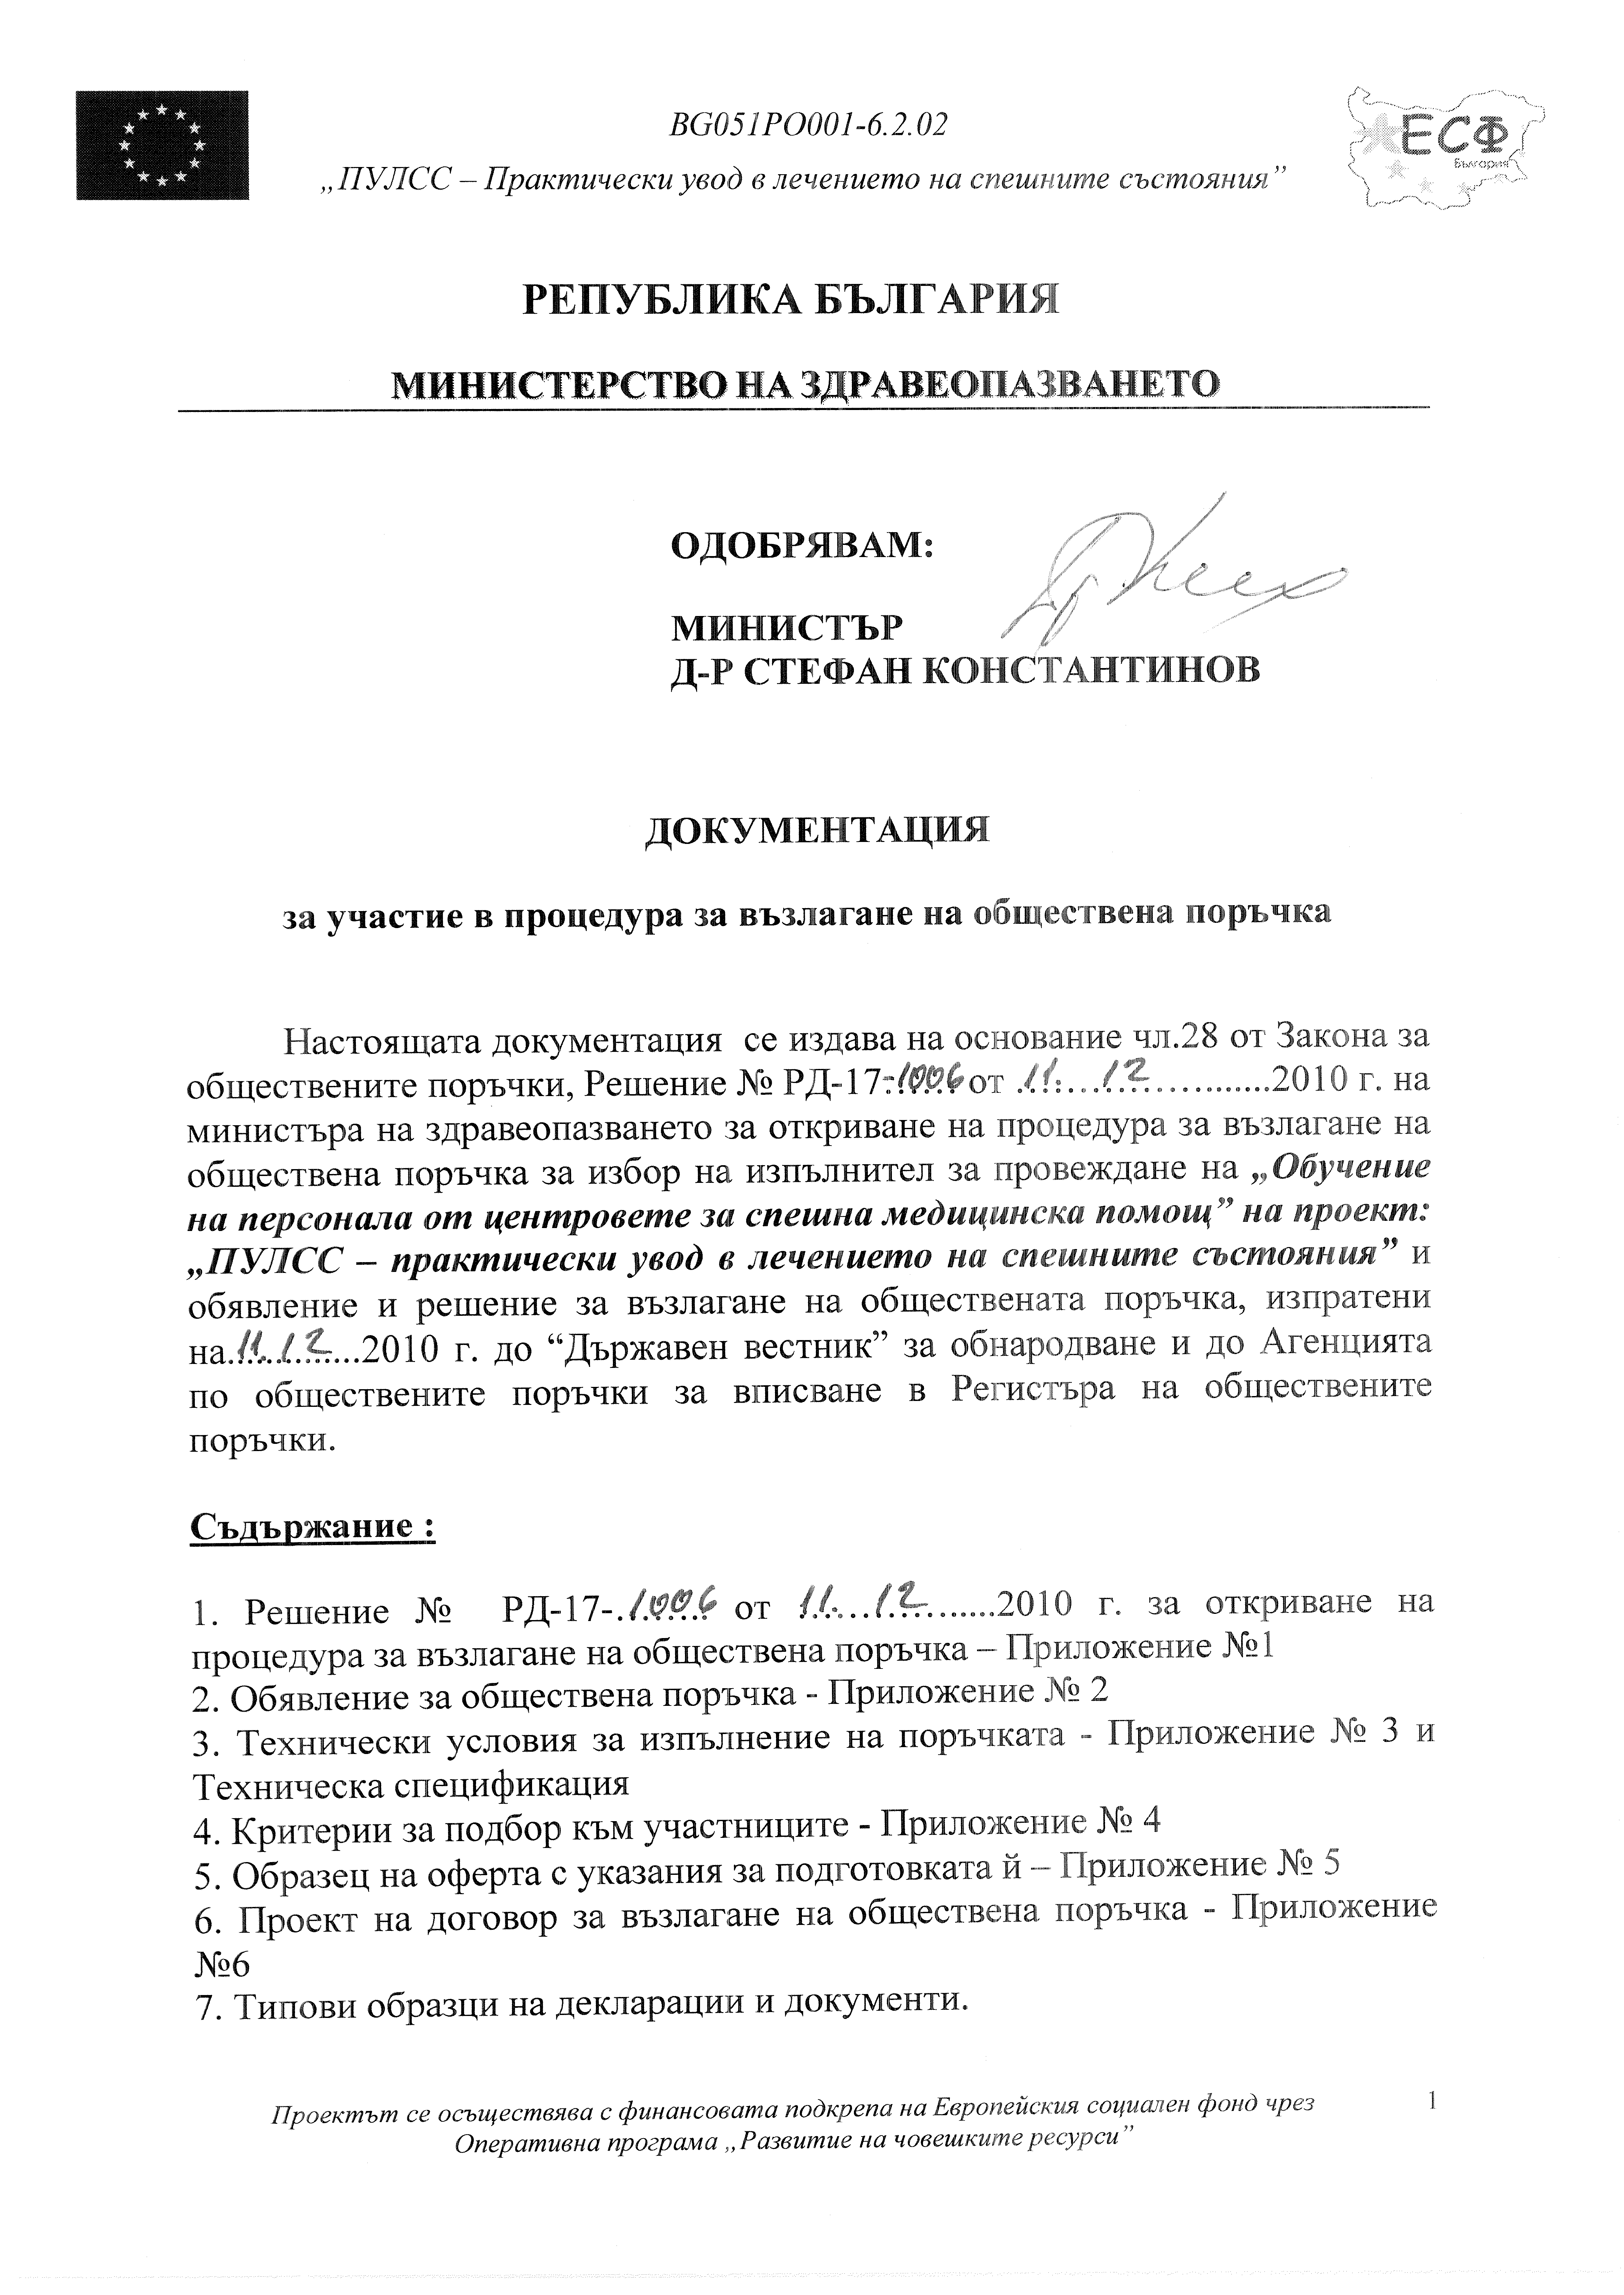 BG051PO001-6.2.02
„ПУЛСС – Практически увод в лечението на спешните състояния”
ЕСФ
България
РЕПУБЛИКА БЪЛГАРИЯ
МИНИСТЕРСТВО НА ЗДРАВЕОПАЗВАНЕТО
ОДОБРЯВАМ:
МИНИСТЪР
Д-Р СТЕФАН КОНСТАНТИНОВ
ДОКУМЕНТАЦИЯ
за участие в процедура за възлагане на обществена поръчка
Настоящата документация се издава на основание чл.28 от Закона за
обществените поръчки, Решение № РД-17-1006 от 11. 12 ........2010 г. на
министъра на здравеопазването за откриване на процедура за възлагане на
обществена поръчка за избор на изпълнител за провеждане на „Обучение
на персонала от центровете за спешна медицинска помощ” на проект:
„ПУЛСС – практически увод в лечението на спешните състояния” и
обявление и решение за възлагане на обществената поръчка, изпратени
на 11.12....2010 г. до “Държавен вестник” за обнародване и до Агенцията
по обществените поръчки за вписване в Регистъра на обществените
поръчки.
Съдържание :
1. Решение № РД-17-.1006 от 11. 12 ......2010 г. за откриване на
процедура за възлагане на обществена поръчка – Приложение №1
2. Обявление за обществена поръчка - Приложение № 2
3. Технически условия за изпълнение на поръчката - Приложение № 3 и
Техническа спецификация
4. Критерии за подбор към участниците - Приложение № 4
5. Образец на оферта с указания за подготовката й – Приложение № 5
6. Проект на договор за възлагане на обществена поръчка - Приложение
№6
7. Типови образци на декларации и документи.
Проектът се осъществява с финансовата подкрепа на Европейския социален фонд чрез
Оперативна програма „Развитие на човешките ресурси”
1